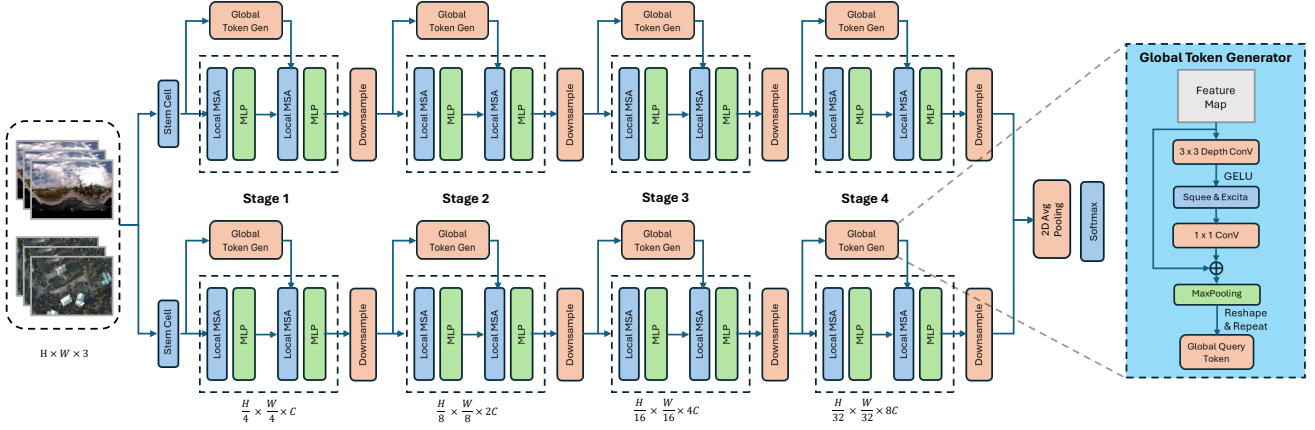 Global
Token Gen
Global
Token Gen
Global
Token Gen
Global
Token Gen
Stem Cell
Local MSA
MLP
Local MSA
MLP
Downsample
Local MSA
MLP
Local MSA
MLP
Downsample
Local MSA
MLP
Local MSA
MLP
Downsample
Local MSA
MLP
Local MSA
MLP
Downsample
Stage 1
Stage 2
Stage 3
Stage 4
Global
Token Gen
Global
Token Gen
Global
Token Gen
Global
Token Gen
Stem Cell
Local MSA
MLP
Local MSA
MLP
Downsample
Local MSA
MLP
Local MSA
MLP
Downsample
Local MSA
MLP
Local MSA
MLP
Downsample
Local MSA
MLP
Local MSA
MLP
Downsample
H × W × 3
H/4 × W/4 × C
H/8 × W/8 × 2C
H/16 × W/16 × 4C
H/32 × W/32 × 8C
2D Avg
Pooling
Softmax
Global Token Generator
Feature
Map
3 x 3 Depth ConV
GELU
Squee & Excita
1 x 1 ConV
MaxPooling
Reshape
& Repeat
Global Query
Token